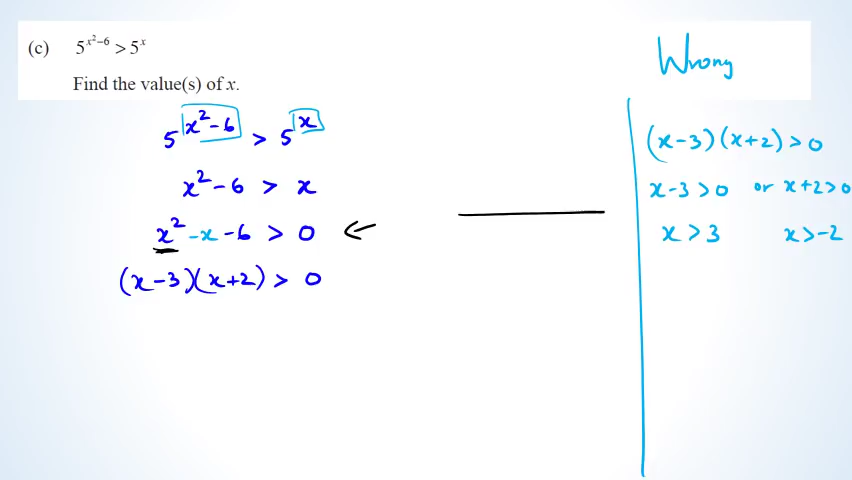 (c) 5^{x²−6} > 5^x
Find the value(s) of x.
5^{x²-6} > 5^x
x²-6 > x
x² -x -6 > 0
(x-3)(x+2) > 0
Wrong
(x-3)(x+2) > 0
x-3>0 or x+2>0
x>3 x>-2